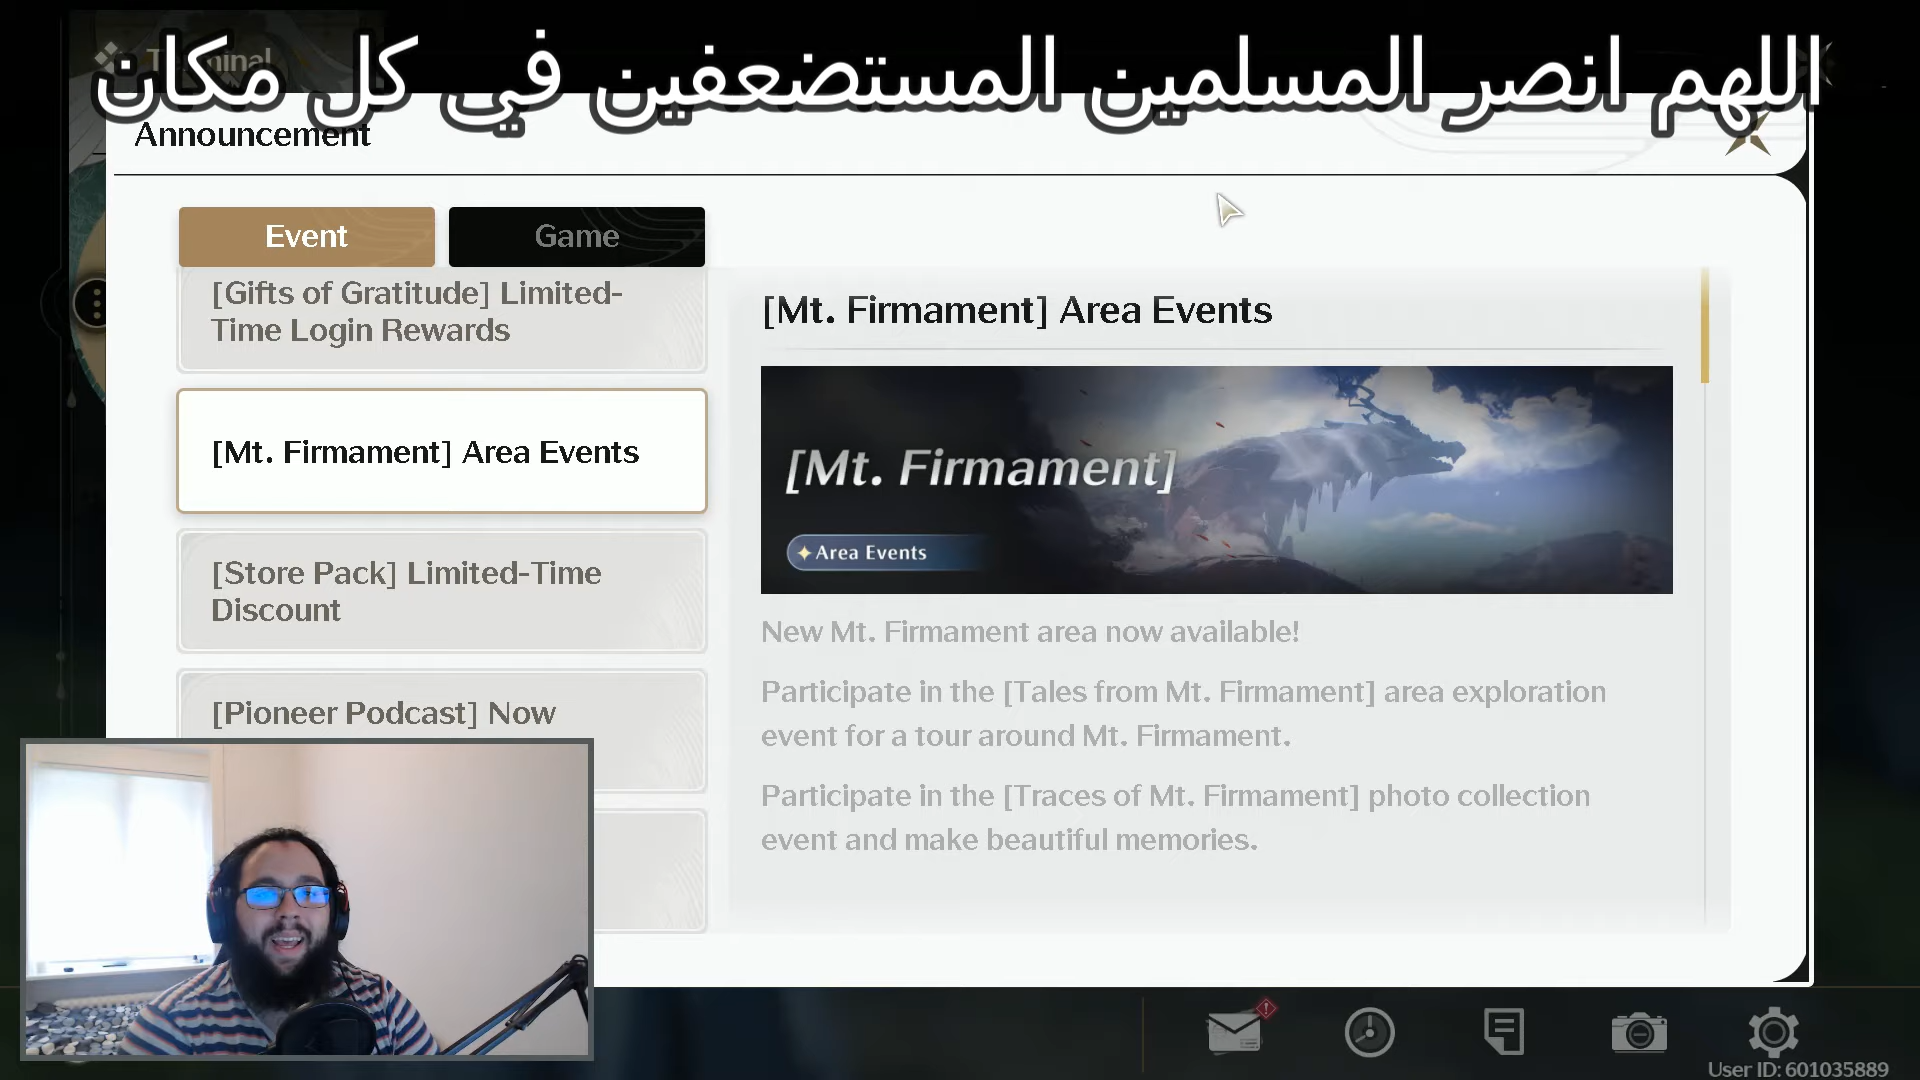 Terminal
اللهم انصر المسلمين المستضعفين في كل مكان
Announcement
Event
Game
[Gifts of Gratitude] Limited-
Time Login Rewards
[Mt. Firmament] Area Events
[Store Pack] Limited-Time
Discount
[Pioneer Podcast] Now
[Mt. Firmament] Area Events
[Mt. Firmament]
Area Events
New Mt. Firmament area now available!
Participate in the [Tales from Mt. Firmament] area exploration
event for a tour around Mt. Firmament.
Participate in the [Traces of Mt. Firmament] photo collection
event and make beautiful memories.
User ID: 601035889